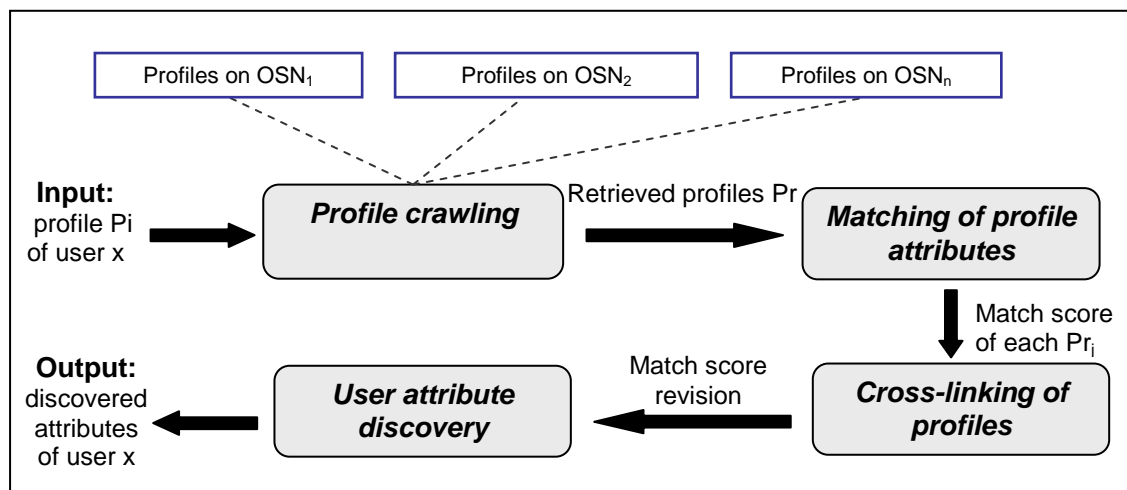 Profiles on OSN₁
Profiles on OSN₂
Profiles on OSNₙ
Input:
profile Pi
of user x
Profile crawling
Retrieved profiles Pr
Matching of profile
attributes
Match score
of each Prⱼ
Cross-linking of
profiles
Match score
revision
User attribute
discovery
Output:
discovered
attributes
of user x